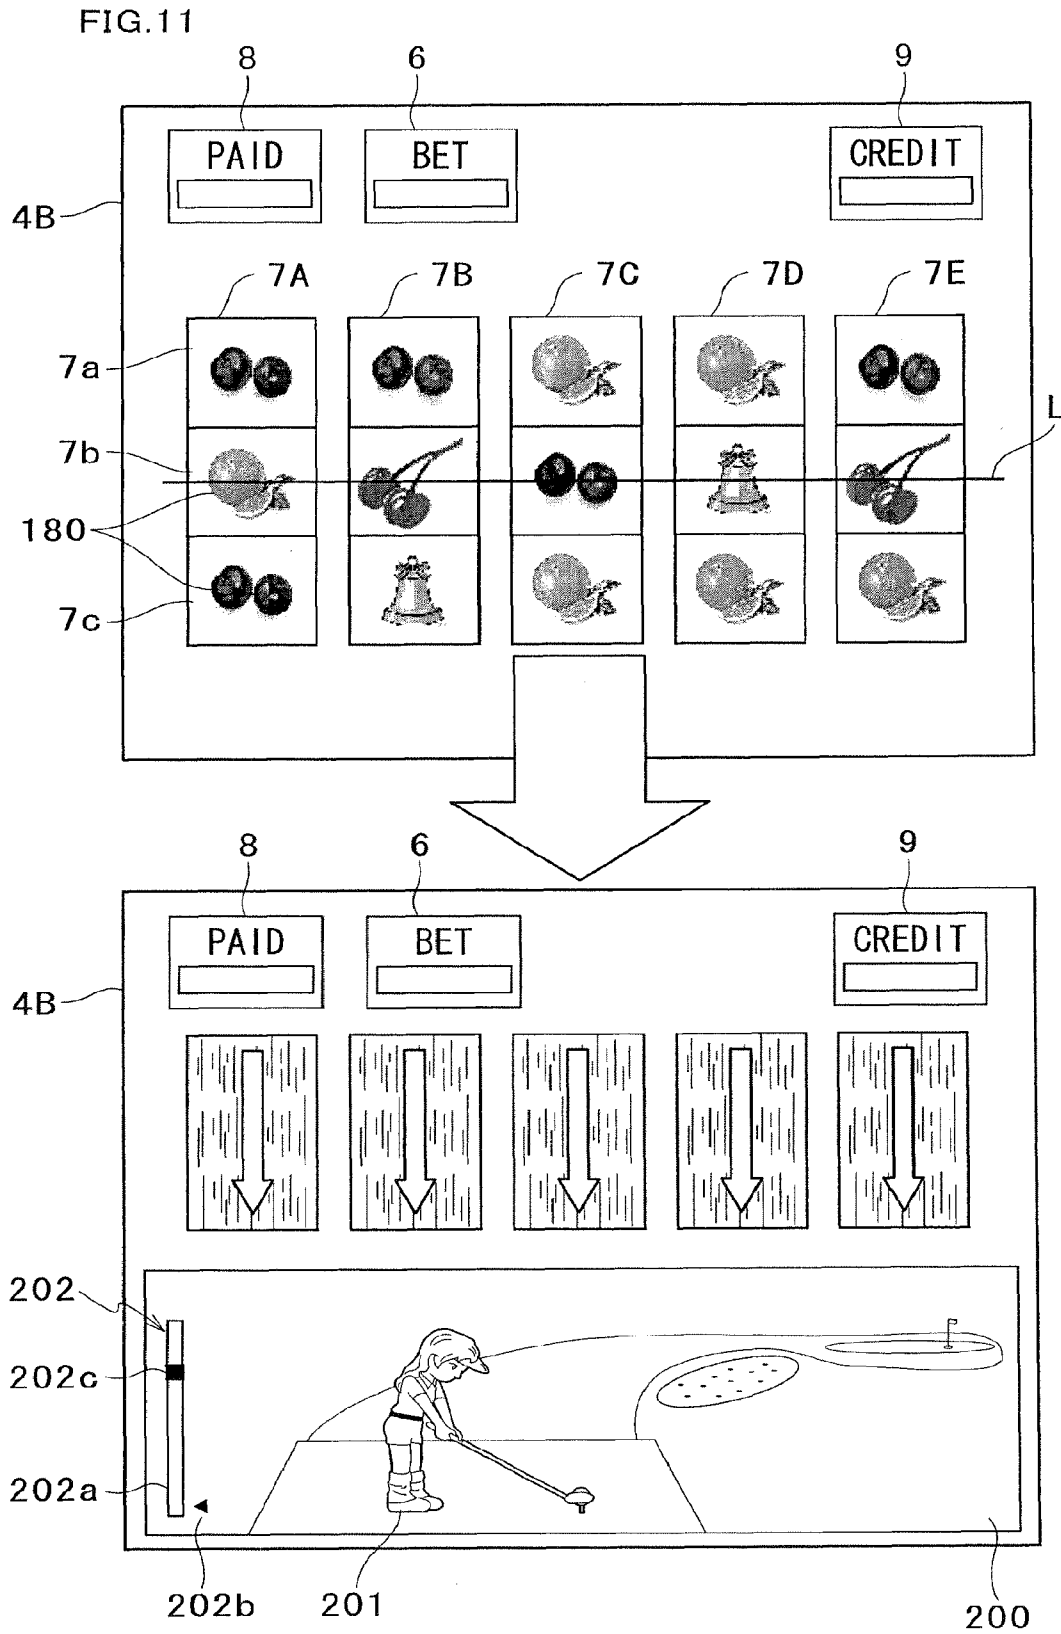 FIG.11
8 6 9
PAID BET CREDIT
4B
7A 7B 7C 7D 7E
7a
L
7b
180
7c
8 6 9
PAID BET CREDIT
4B
202
202c
202a
202b 201 200